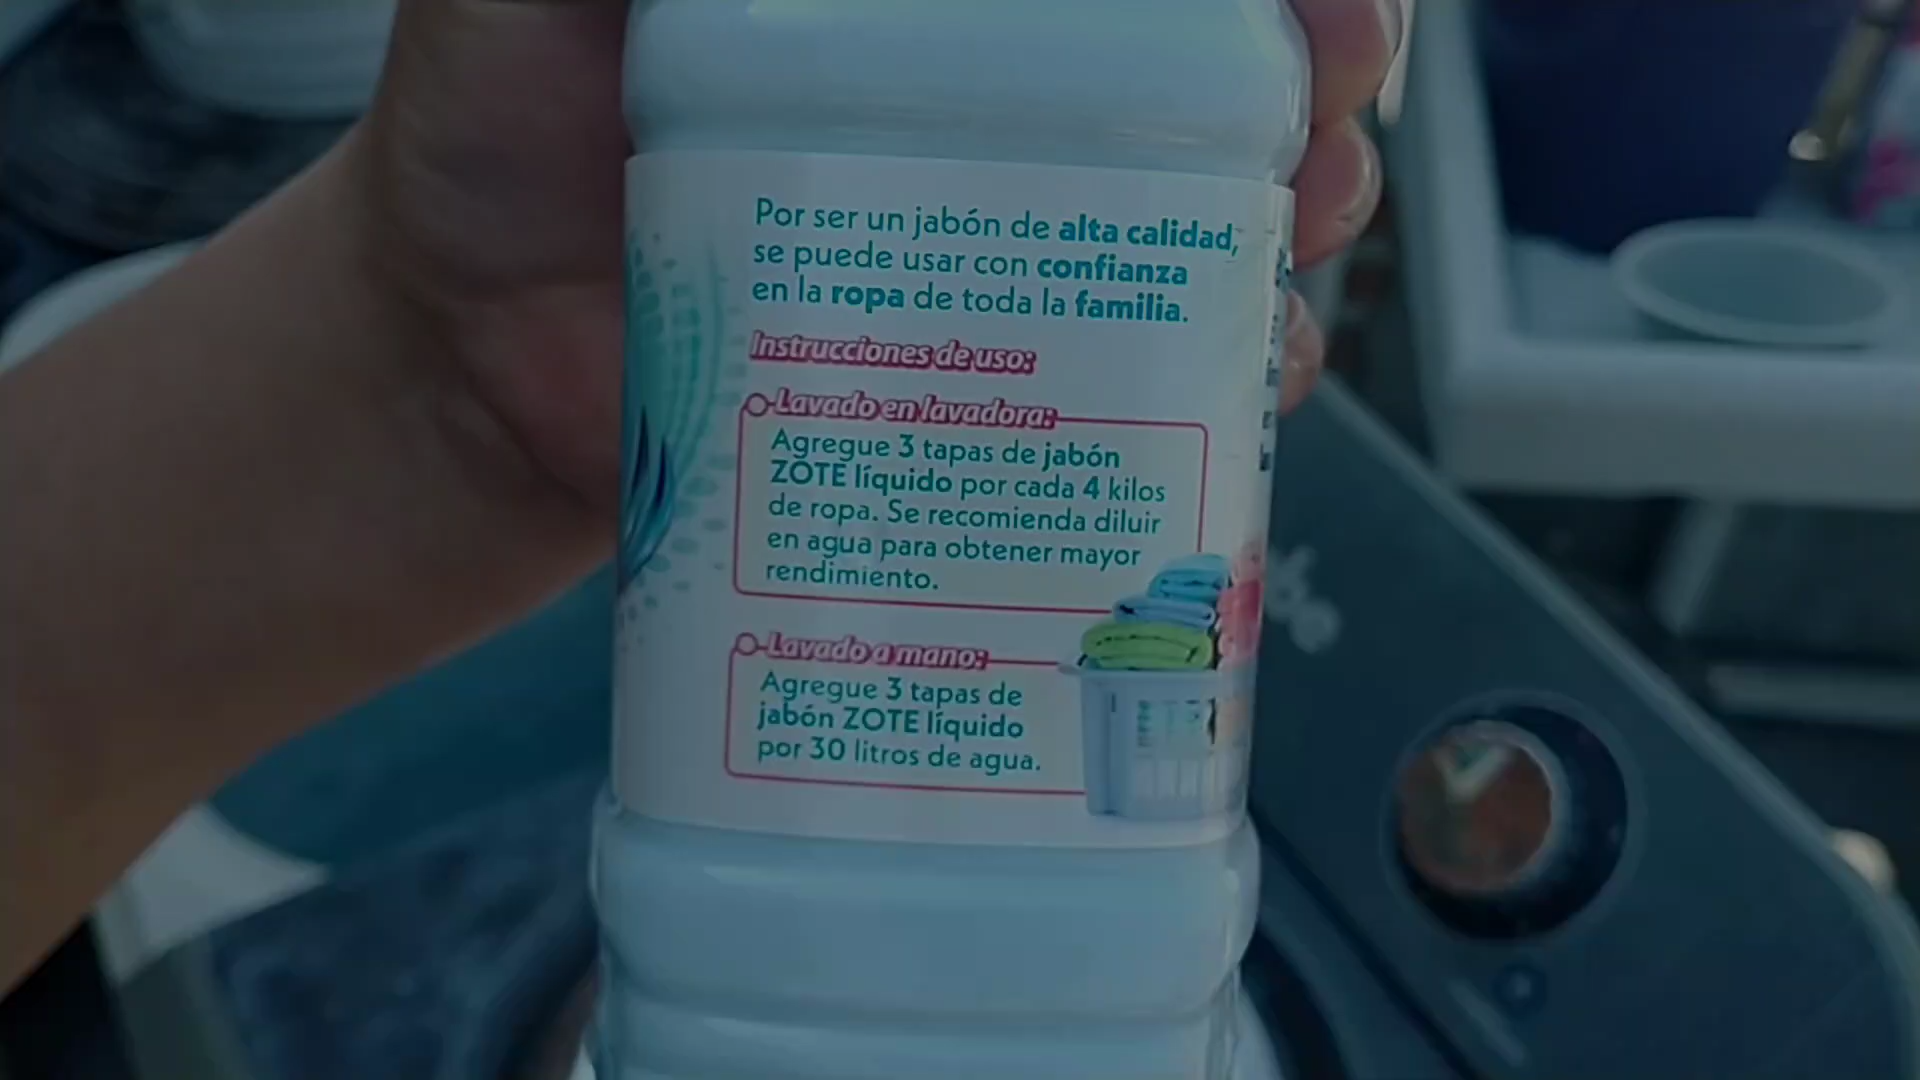 Por ser un jabón de alta calidad,
se puede usar con confianza
en la ropa de toda la familia.
Instrucciones de uso:
Lavado en lavadora:
Agregue 3 tapas de jabón
ZOTE líquido por cada 4 kilos
de ropa. Se recomienda diluir
en agua para obtener mayor
rendimiento.
Lavado a mano:
Agregue 3 tapas de
jabón ZOTE líquido
por 30 litros de agua.